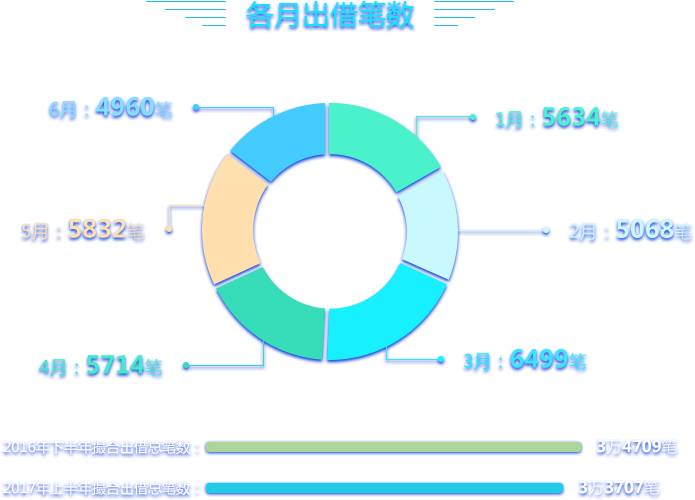 各月出借笔数
6月：4960笔
1月：5634笔
5月：5832笔
2月：5068笔
4月：5714笔
3月：6499笔
2016年下半年撮合出借总笔数： 3万4709笔
2017年上半年撮合出借总笔数： 3万3707笔